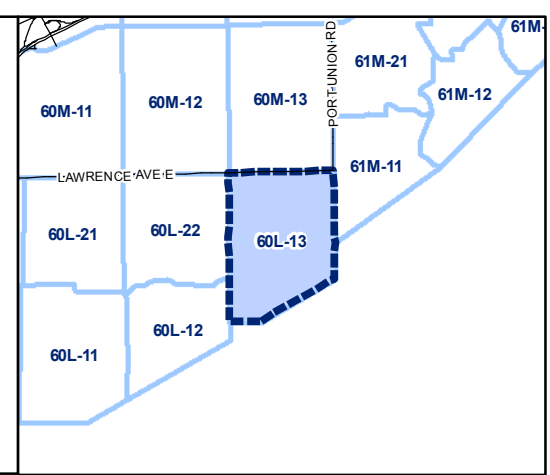 61M-
61M-21
PORT UNION RD
60M-11
60M-12
60M-13
61M-12
61M-11
LAWRENCE AVE E
60L-21
60L-22
60L-13
60L-12
60L-11